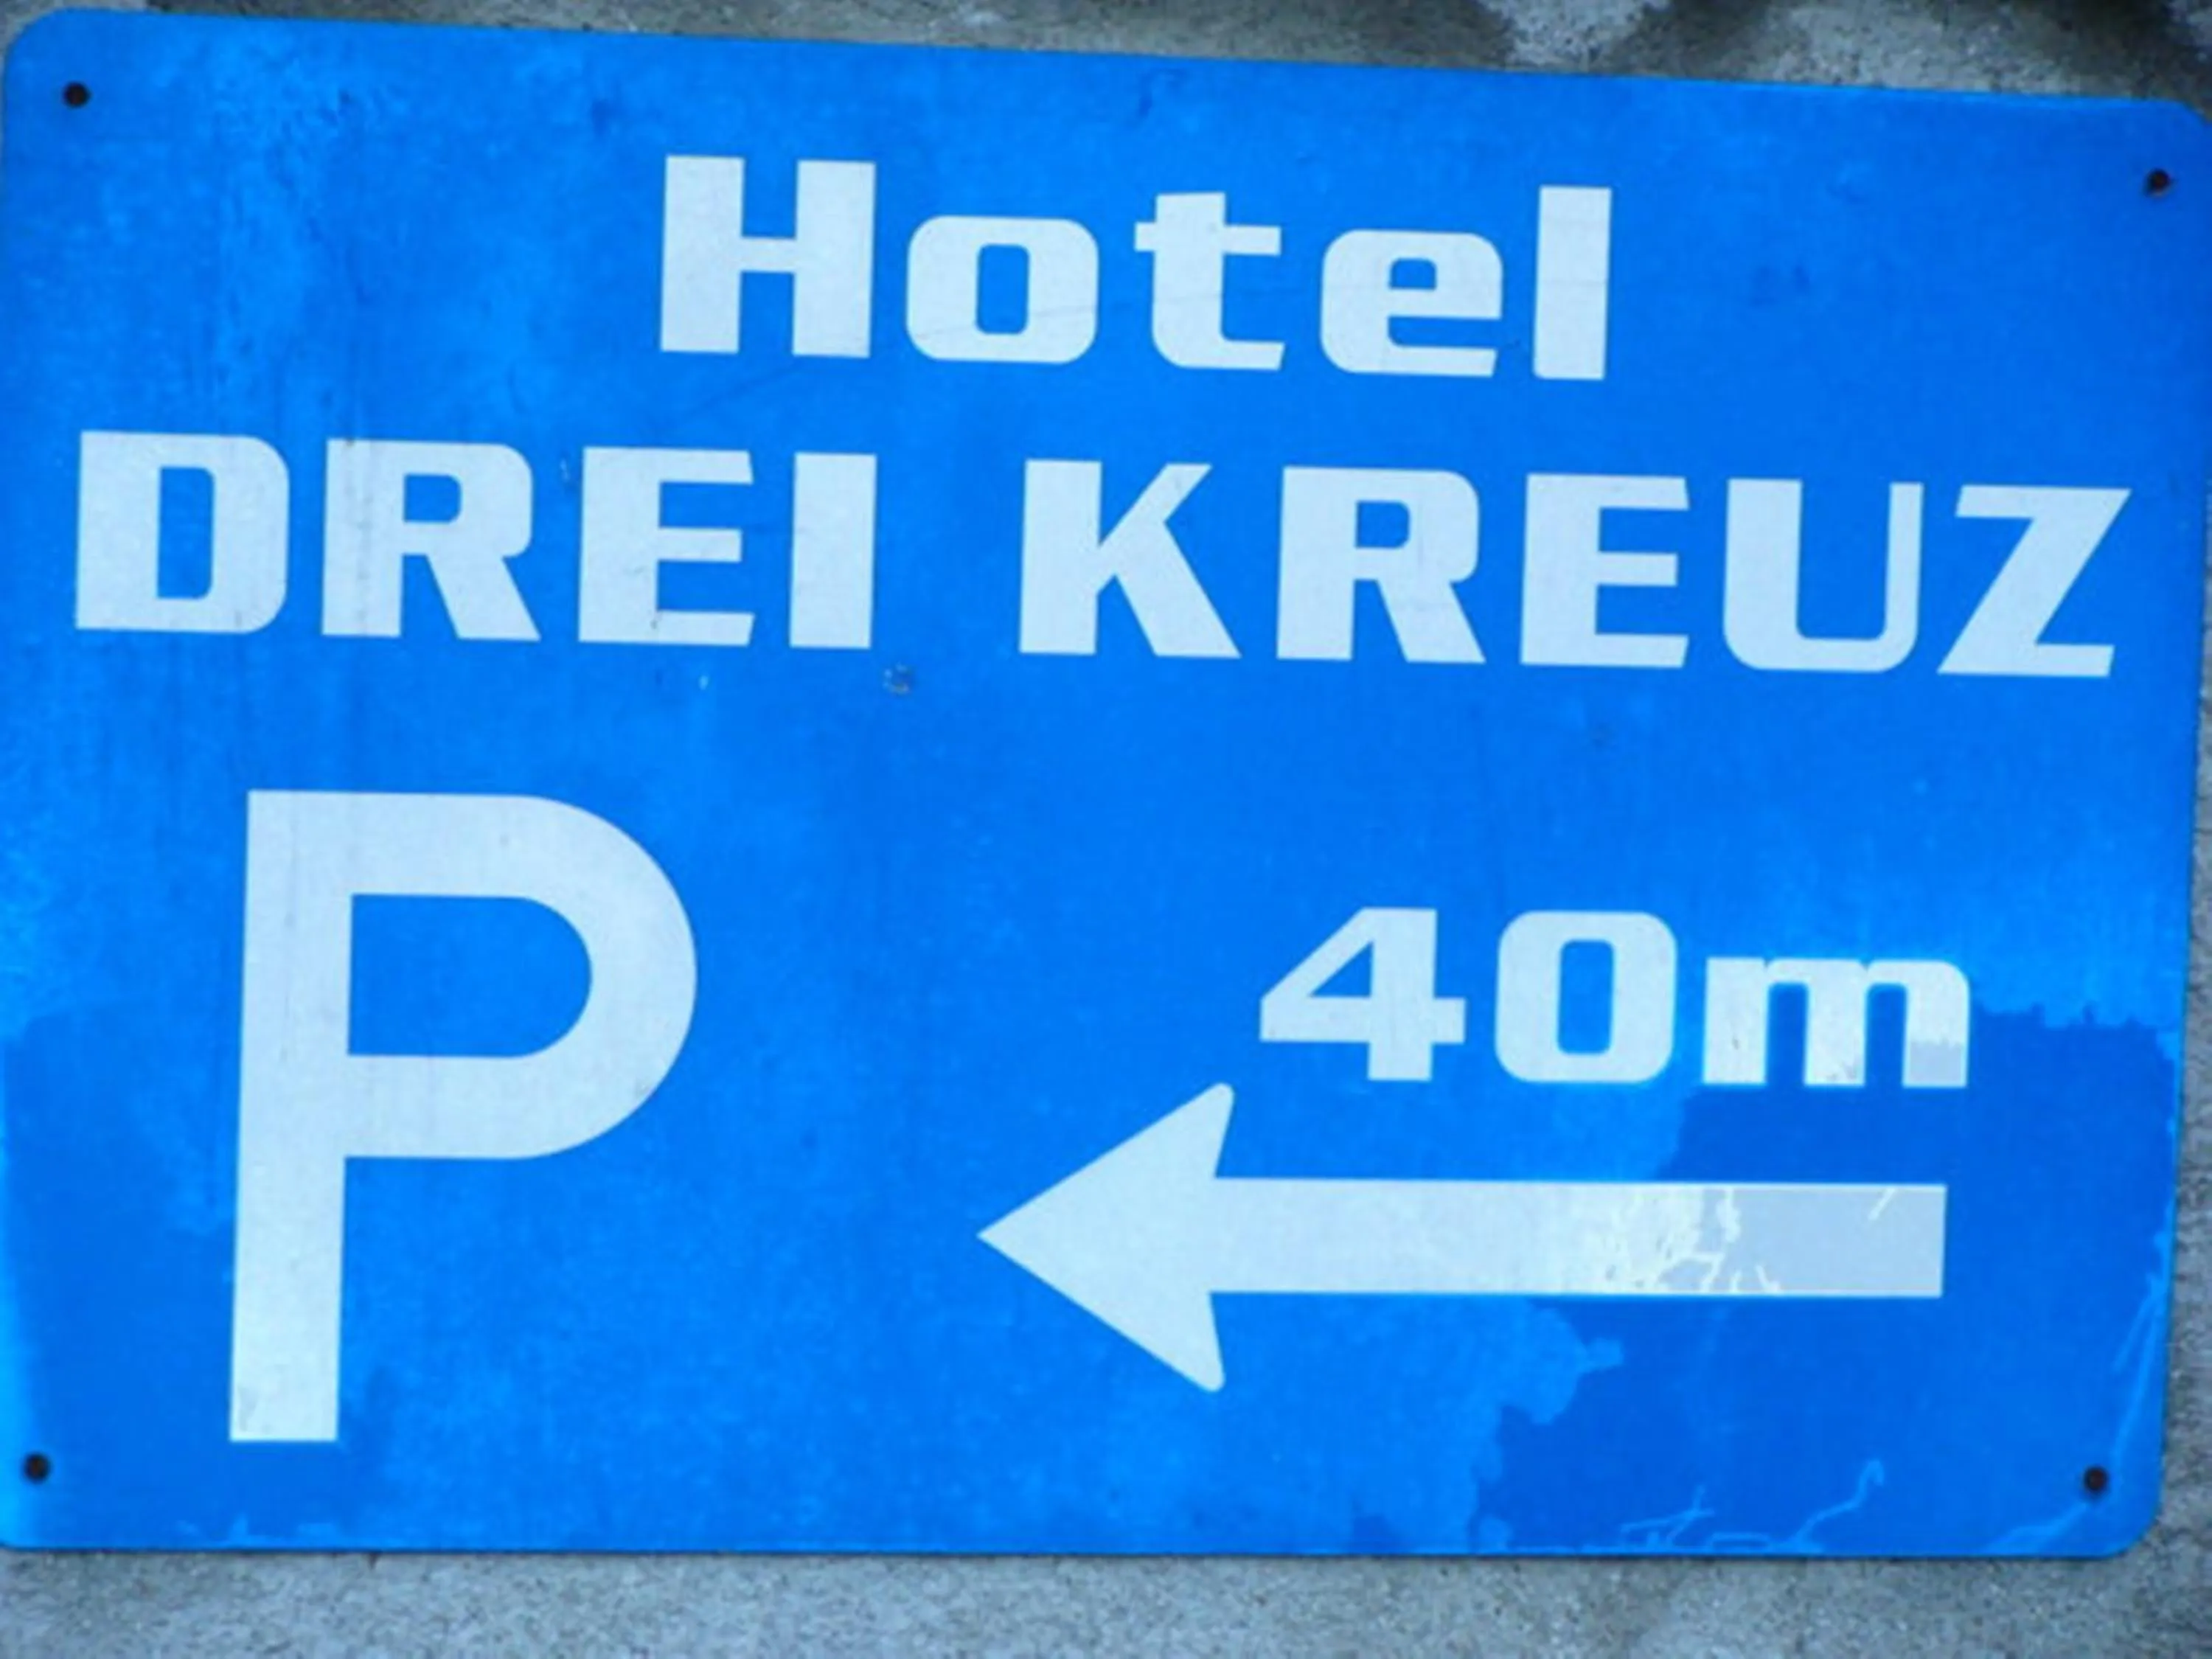 Hotel
DREI KREUZ
P
40m